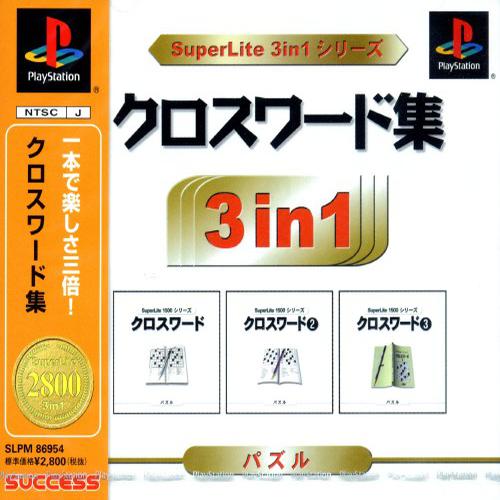 PlayStation
NTSC J
一本で楽しさ三倍！
クロスワード集
SuperLite
2800
3in1
SLPM 86954
標準価格¥2,800(税抜)
SUCCESS
SuperLite 3in1 シリーズ
PlayStation
クロスワード集
3in1
SuperLite 1500 シリーズ
クロスワード
パズル
SuperLite 1500 シリーズ
クロスワード2
パズル
SuperLite 1500 シリーズ
クロスワード3
パズル
パズル